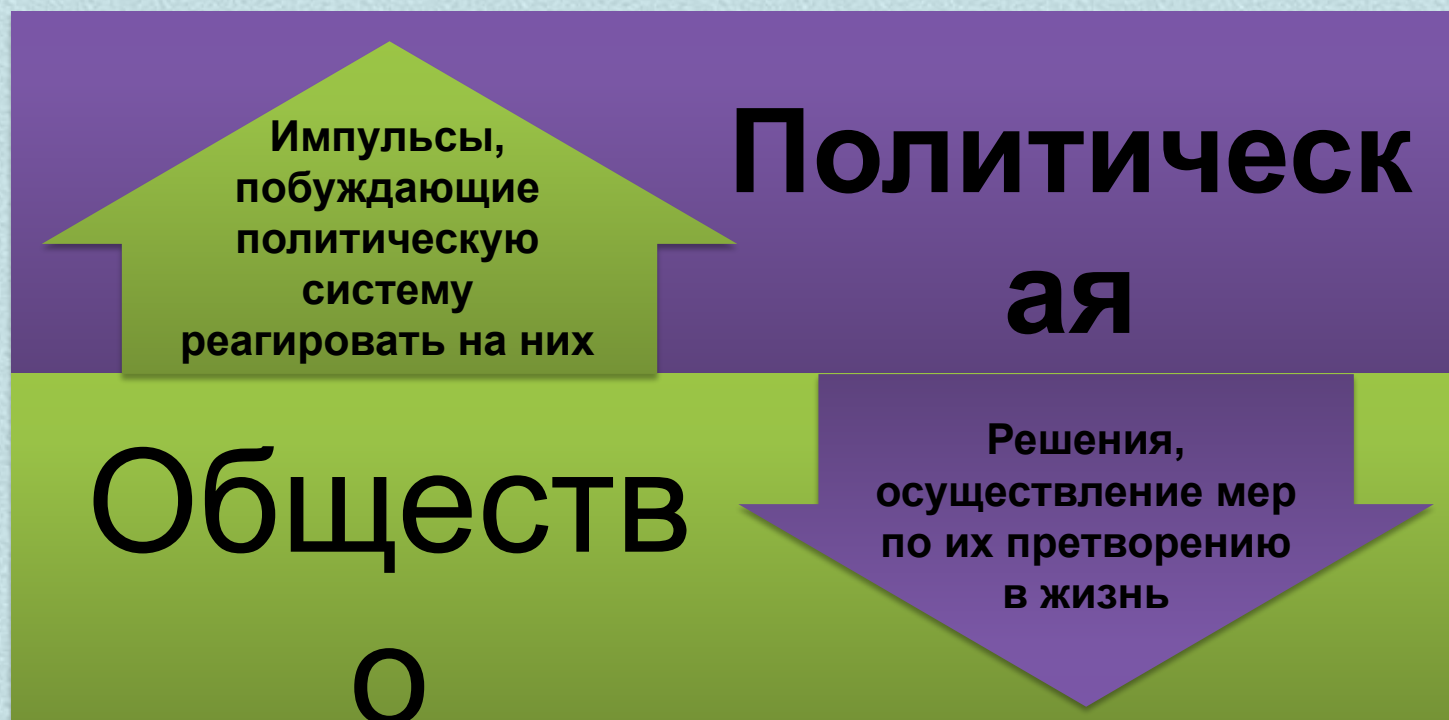 Импульсы,
побуждающие
политическую
систему
реагировать на них
Политическ
ая
Обществ
о
Решения,
осуществление мер
по их претворению
в жизнь